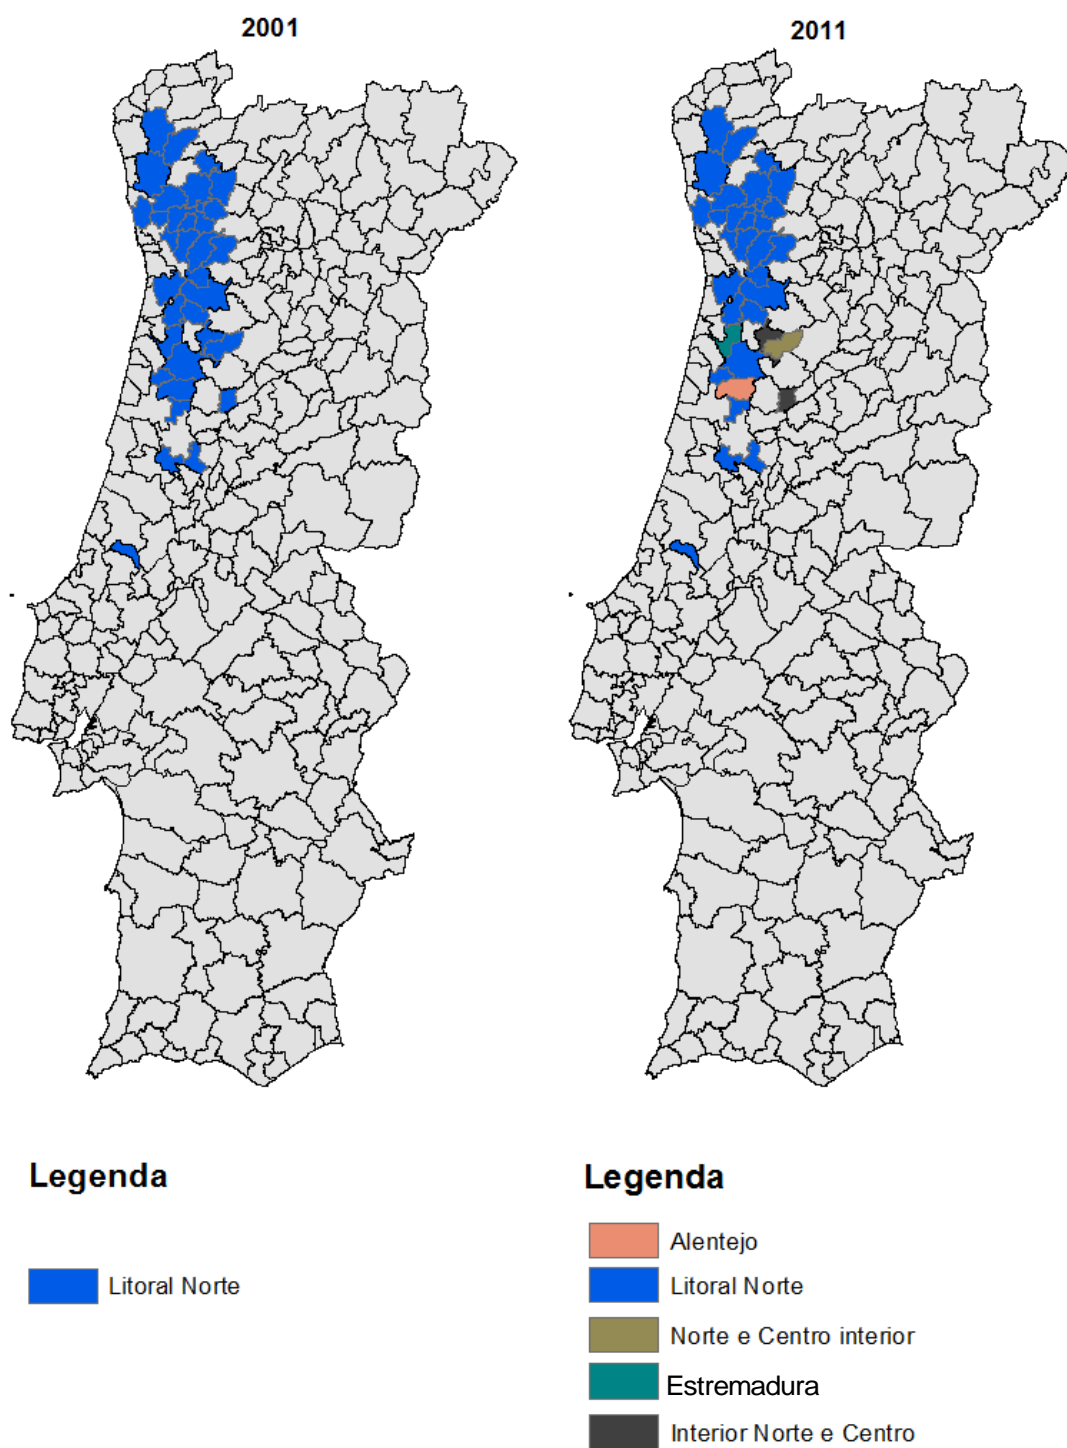 2001
2011
Legenda
Litoral Norte
Legenda
Alentejo
Litoral Norte
Norte e Centro interior
Estremadura
Interior Norte e Centro